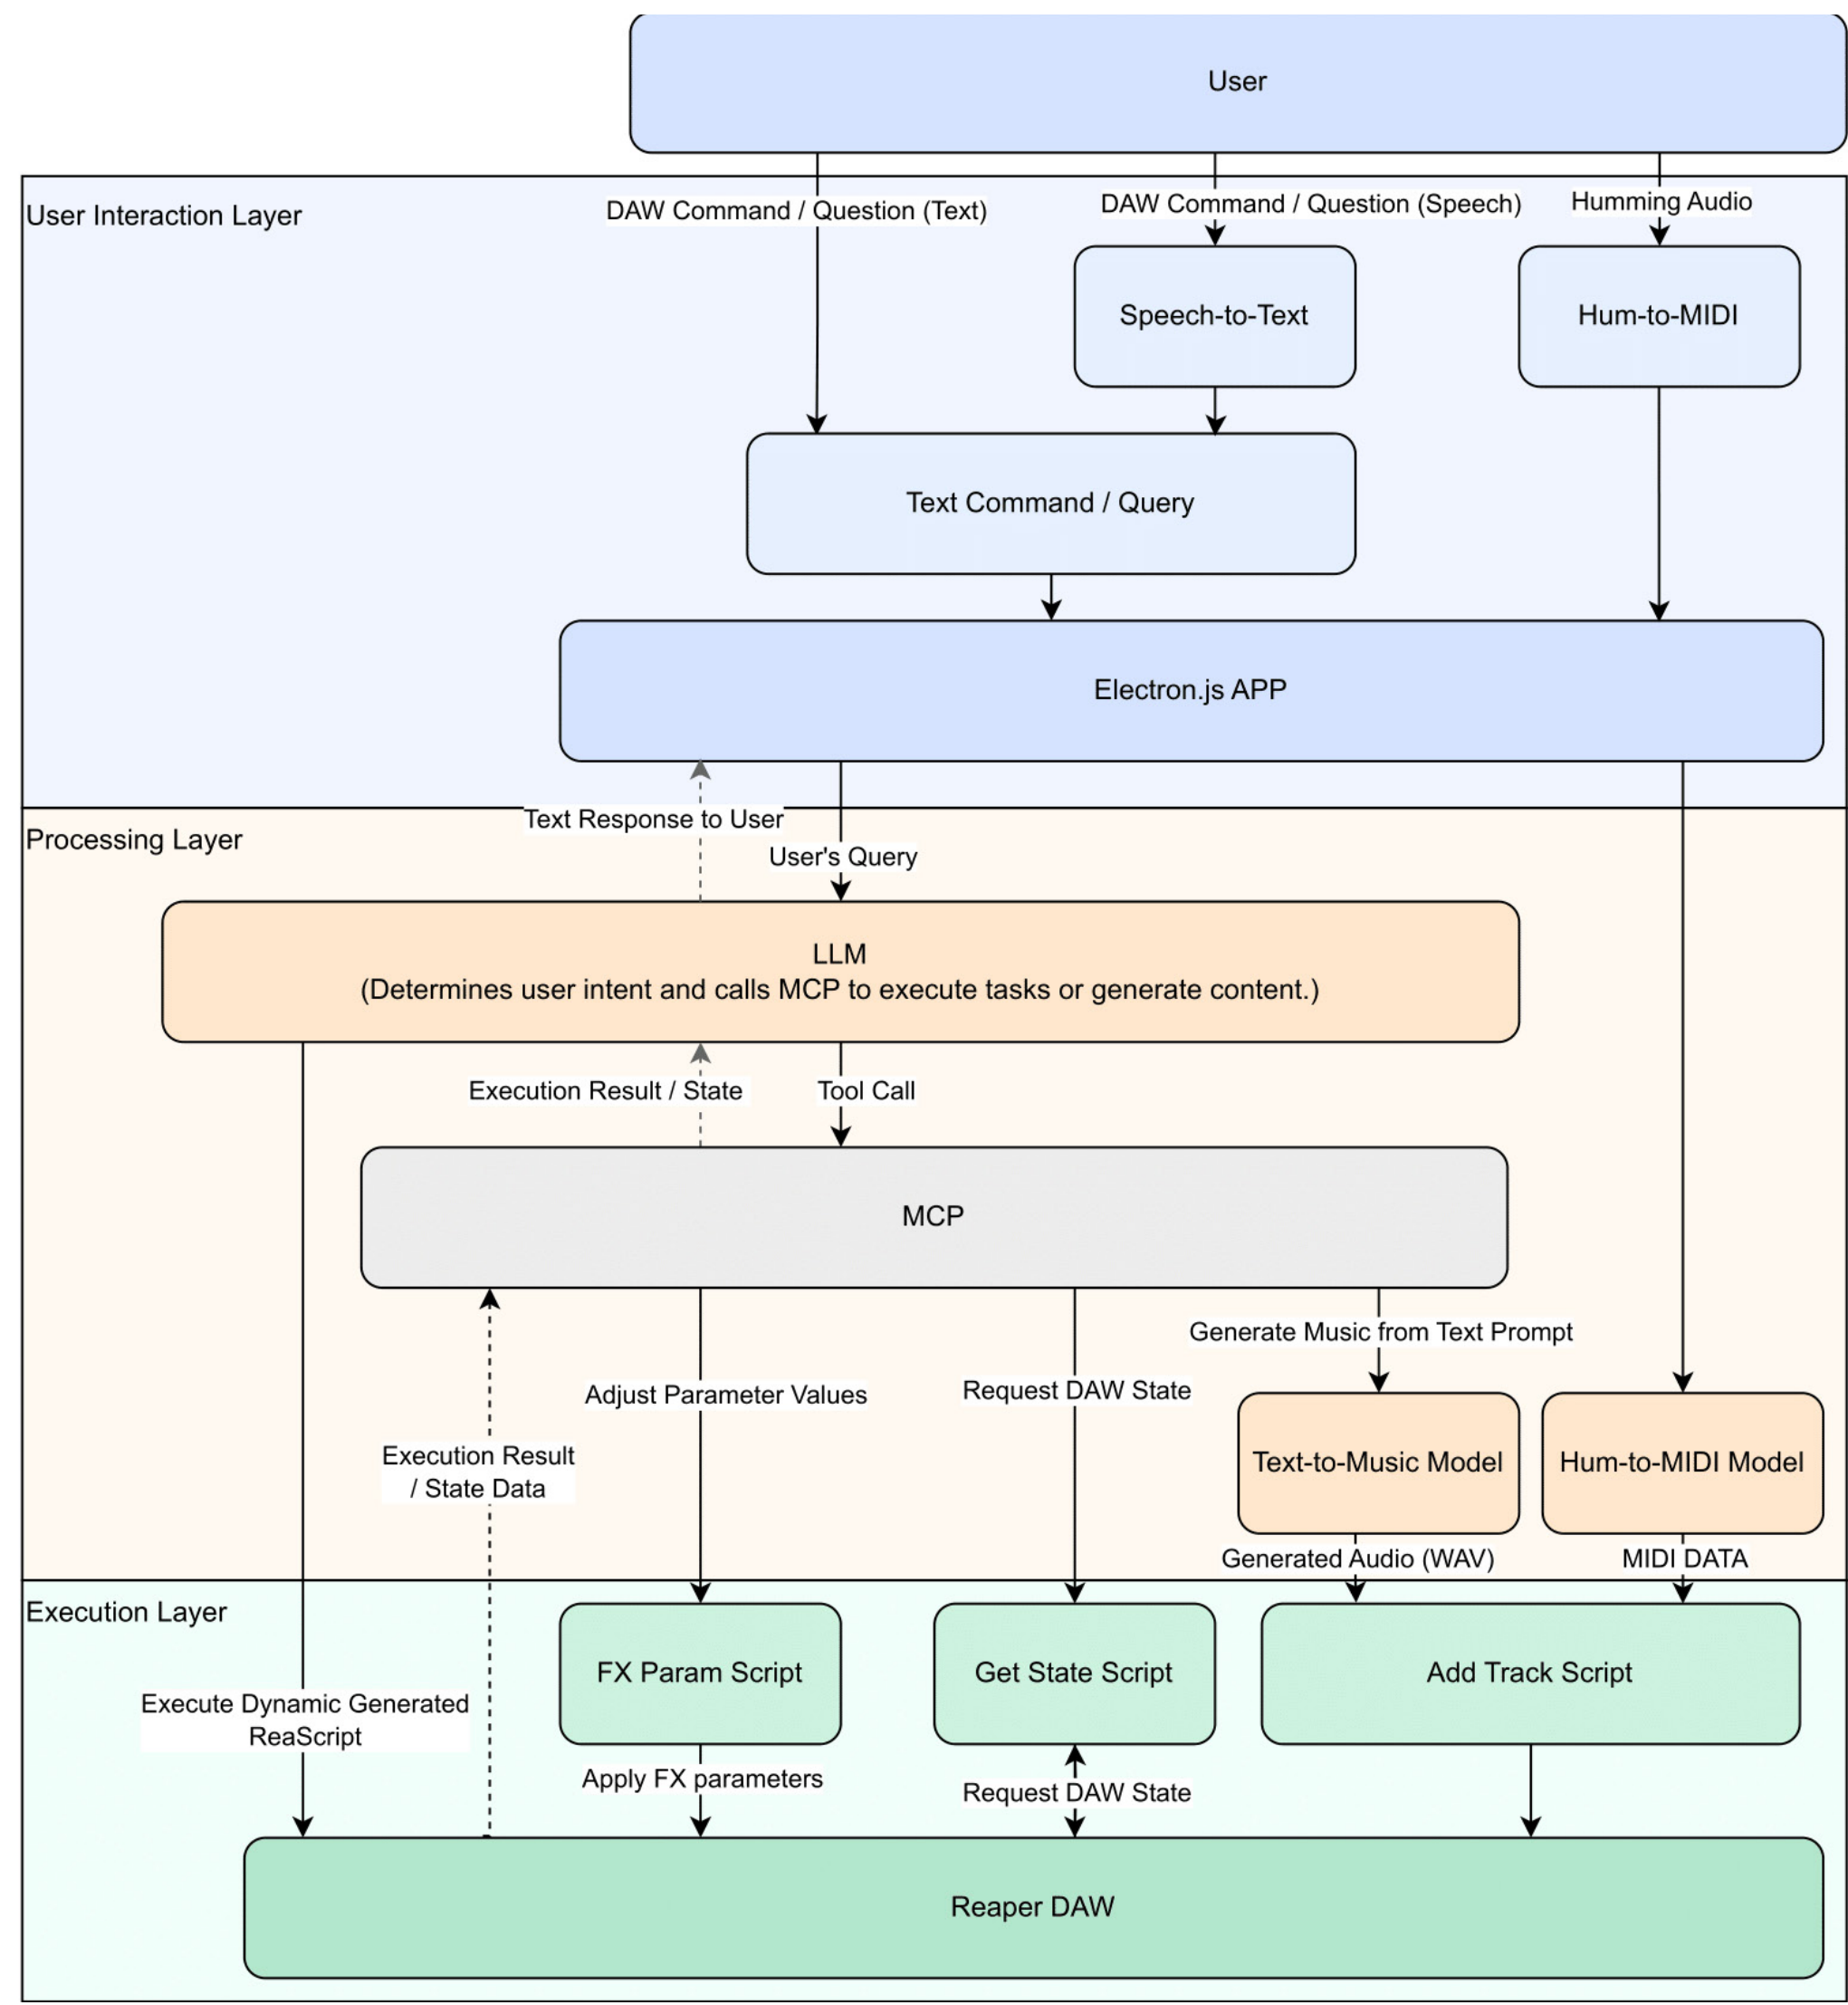 User
User Interaction Layer
DAW Command / Question (Text)
DAW Command / Question (Speech)
Humming Audio
Speech-to-Text
Hum-to-MIDI
Text Command / Query
Electron.js APP
Text Response to User
Processing Layer
User's Query
LLM
(Determines user intent and calls MCP to execute tasks or generate content.)
Execution Result / State
Tool Call
MCP
Generate Music from Text Prompt
Adjust Parameter Values
Request DAW State
Execution Result
/ State Data
Text-to-Music Model
Hum-to-MIDI Model
Generated Audio (WAV)
MIDI DATA
Execution Layer
FX Param Script
Get State Script
Add Track Script
Execute Dynamic Generated
ReaScript
Apply FX parameters
Request DAW State
Reaper DAW